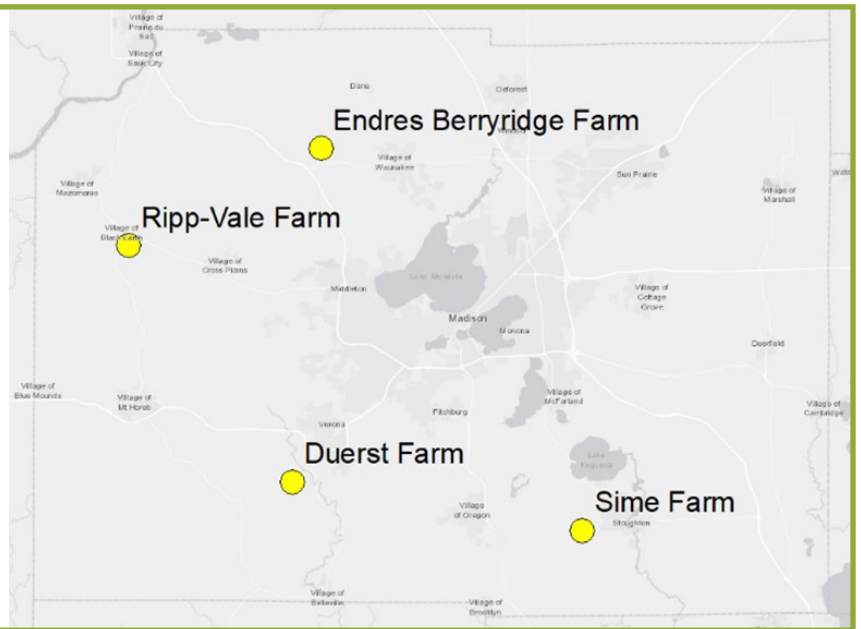 Village of
Prairie du
Sac
Village of
Sauk City
Dane
Deforest
Endres Berryridge Farm
Windsor
Village of
Waunakee
Sun Prairie
Village of
Mazomanie
Village of
Marshall
Ripp-Vale Farm
Village of
Black Earth
Village of
Cross Plains
Lake Mendota
Middleton
Village of
Cottage
Grove
Madison
Monona
Deerfield
Village of
Blue Mounds
Village of
Mt Horeb
Fitchburg
Village of
McFarland
Village of
Cambridge
Verona
Duerst Farm
Lake
Kegonsa
Sime Farm
Village
of Oregon
Stoughton
Village of
Belleville
Village of
Brooklyn